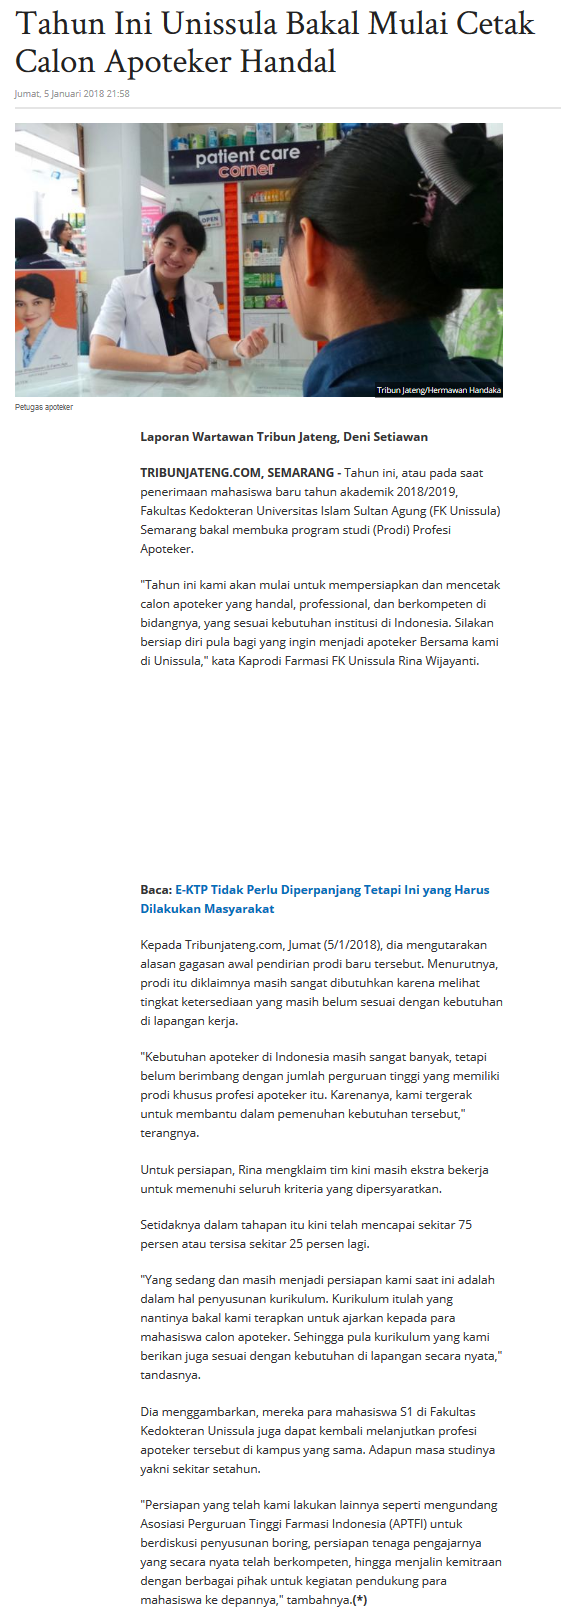 Tahun Ini Unissula Bakal Mulai Cetak
Calon Apoteker Handal
Jumat, 5 Januari 2018 21:58
patient care
corner
OPEN
Tribun Jateng/Hermawan Handaka
Petugas apoteker
Laporan Wartawan Tribun Jateng, Deni Setiawan
TRIBUNJATENG.COM, SEMARANG - Tahun ini, atau pada saat
penerimaan mahasiswa baru tahun akademik 2018/2019,
Fakultas Kedokteran Universitas Islam Sultan Agung (FK Unissula)
Semarang bakal membuka program studi (Prodi) Profesi
Apoteker.
"Tahun ini kami akan mulai untuk mempersiapkan dan mencetak
calon apoteker yang handal, professional, dan berkompeten di
bidangnya, yang sesuai kebutuhan institusi di Indonesia. Silakan
bersiap diri pula bagi yang ingin menjadi apoteker Bersama kami
di Unissula," kata Kaprodi Farmasi FK Unissula Rina Wijayanti.
Baca: E-KTP Tidak Perlu Diperpanjang Tetapi Ini yang Harus
Dilakukan Masyarakat
Kepada Tribunjateng.com, Jumat (5/1/2018), dia mengutarakan
alasan gagasan awal pendirian prodi baru tersebut. Menurutnya,
prodi itu diklaimnya masih sangat dibutuhkan karena melihat
tingkat ketersediaan yang masih belum sesuai dengan kebutuhan
di lapangan kerja.
"Kebutuhan apoteker di Indonesia masih sangat banyak, tetapi
belum berimbang dengan jumlah perguruan tinggi yang memiliki
prodi khusus profesi apoteker itu. Karenanya, kami tergerak
untuk membantu dalam pemenuhan kebutuhan tersebut,"
terangnya.
Untuk persiapan, Rina mengklaim tim kini masih ekstra bekerja
untuk memenuhi seluruh kriteria yang dipersyaratkan.
Setidaknya dalam tahapan itu kini telah mencapai sekitar 75
persen atau tersisa sekitar 25 persen lagi.
"Yang sedang dan masih menjadi persiapan kami saat ini adalah
dalam hal penyusunan kurikulum. Kurikulum itulah yang
nantinya bakal kami terapkan untuk ajarkan kepada para
mahasiswa calon apoteker. Sehingga pula kurikulum yang kami
berikan juga sesuai dengan kebutuhan di lapangan secara nyata,"
tandasnya.
Dia menggambarkan, mereka para mahasiswa S1 di Fakultas
Kedokteran Unissula juga dapat kembali melanjutkan profesi
apoteker tersebut di kampus yang sama. Adapun masa studinya
yakni sekitar setahun.
"Persiapan yang telah kami lakukan lainnya seperti mengundang
Asosiasi Perguruan Tinggi Farmasi Indonesia (APTFI) untuk
berdiskusi penyusunan boring, persiapan tenaga pengajarnya
yang secara nyata telah berkompeten, hingga menjalin kemitraan
dengan berbagai pihak untuk kegiatan pendukung para
mahasiswa ke depannya," tambahnya.(*)